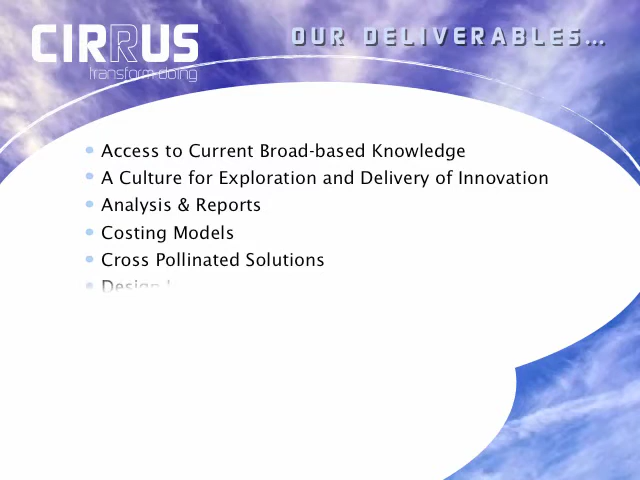 CIRRUS
transform·doing
OUR DELIVERABLES...
Access to Current Broad-based Knowledge
A Culture for Exploration and Delivery of Innovation
Analysis & Reports
Costing Models
Cross Pollinated Solutions
Design